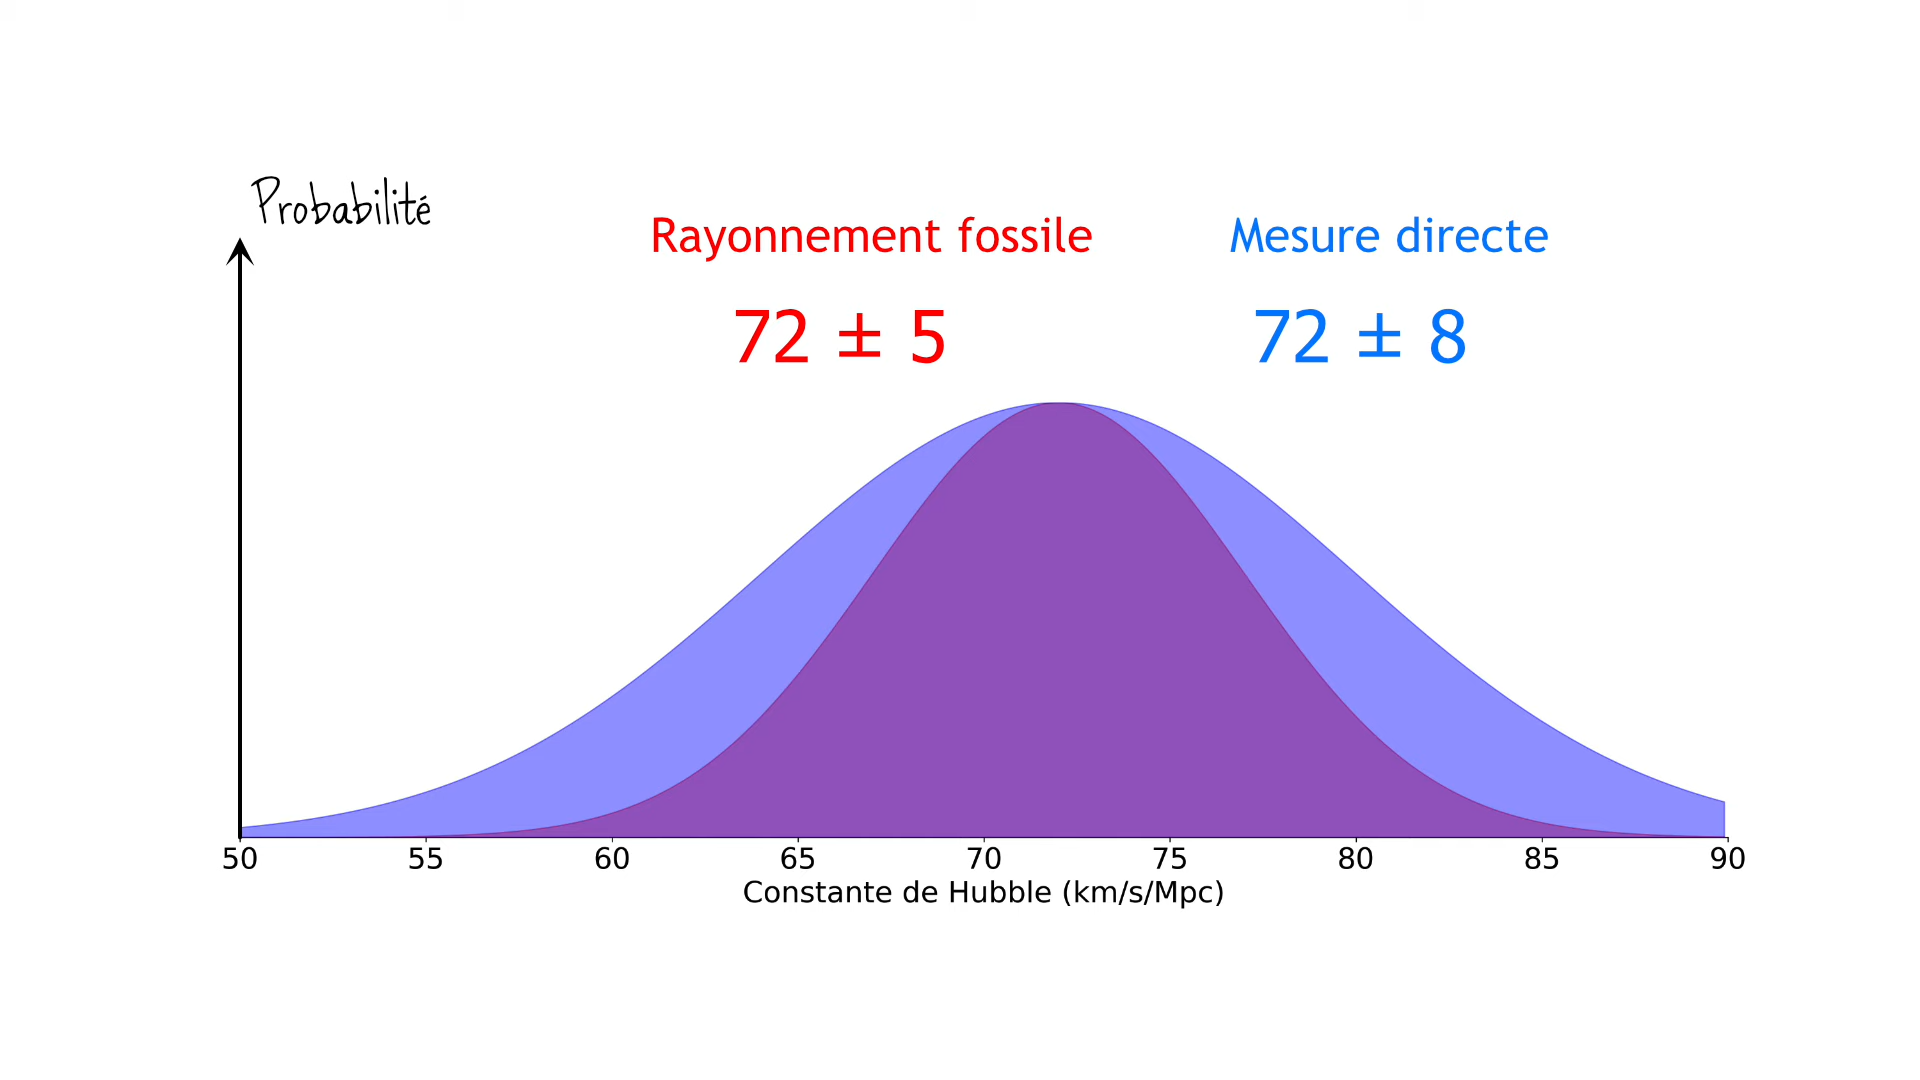 Probabilité
Rayonnement fossile
Mesure directe
72 ± 5
72 ± 8
50 55 60 65 70 75 80 85 90
Constante de Hubble (km/s/Mpc)